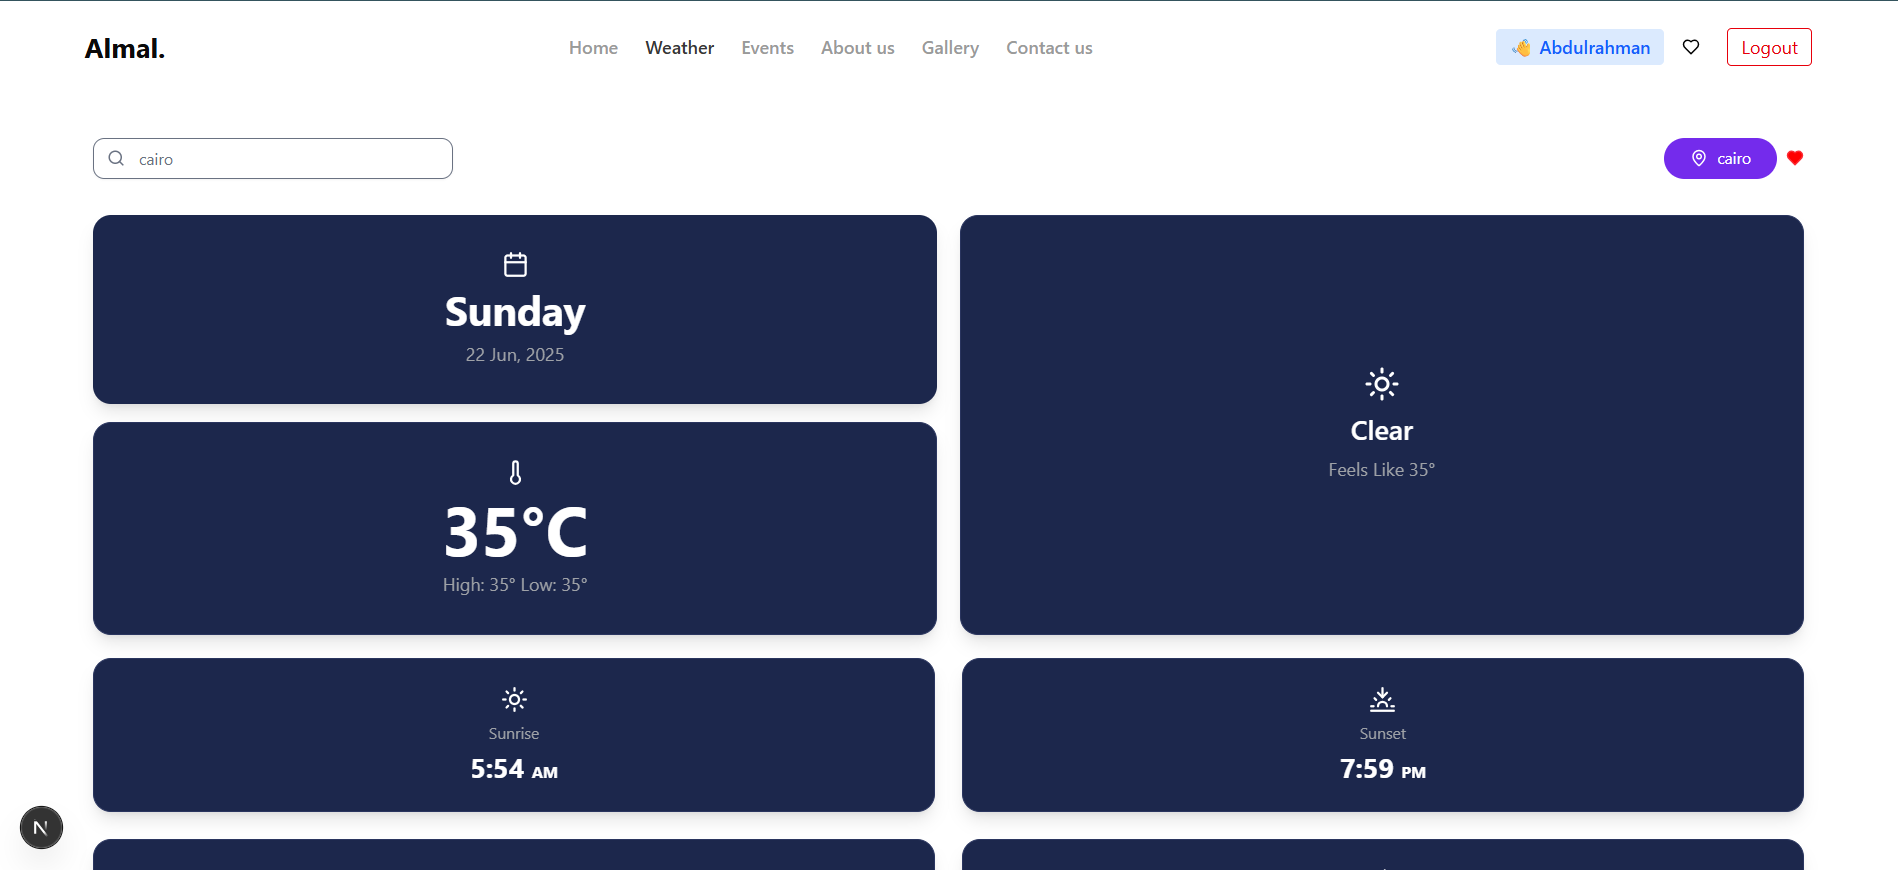 Almal.
Home Weather Events About us Gallery Contact us
👋 Abdulrahman
Logout
cairo
cairo
Sunday
22 Jun, 2025
35°C
High: 35° Low: 35°
Clear
Feels Like 35°
Sunrise
5:54 AM
Sunset
7:59 PM
N